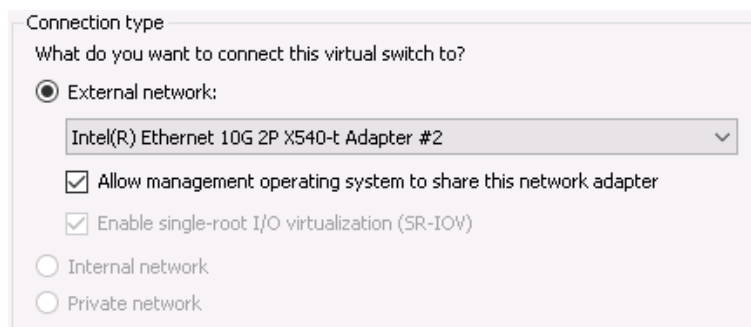 Connection type
What do you want to connect this virtual switch to?
External network:
Intel(R) Ethernet 10G 2P X540-t Adapter #2
Allow management operating system to share this network adapter
Enable single-root I/O virtualization (SR-IOV)
Internal network
Private network